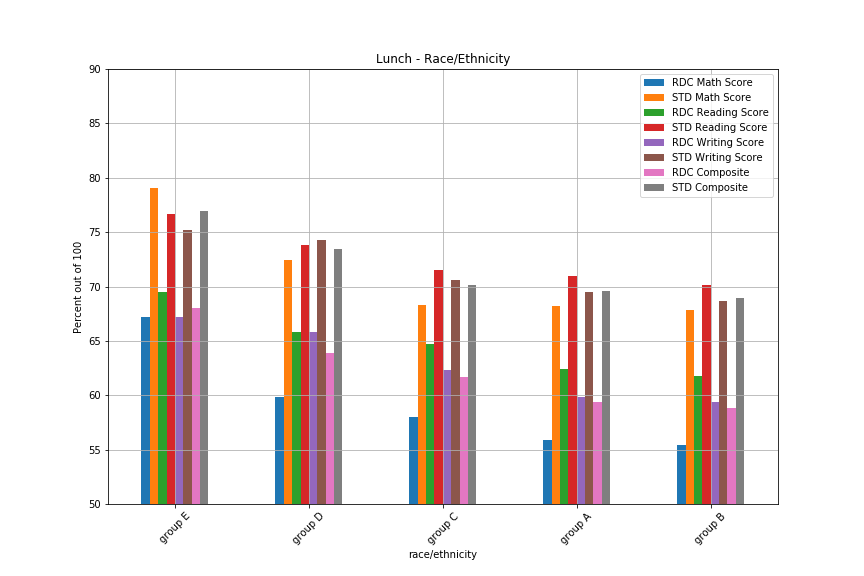 Lunch - Race/Ethnicity
90
85
80
75
70
65
60
55
50
Percent out of 100
RDC Math Score
STD Math Score
RDC Reading Score
STD Reading Score
RDC Writing Score
STD Writing Score
RDC Composite
STD Composite
group E
group D
group C
group A
group B
race/ethnicity